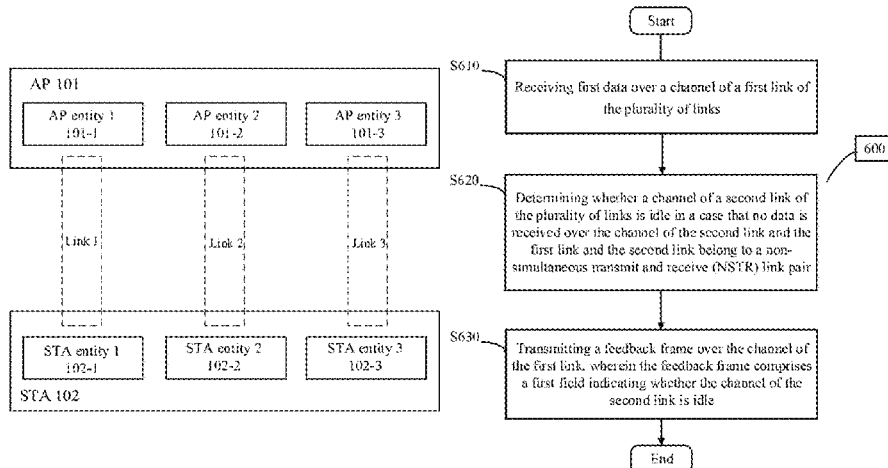 AP 101
AP entity 1
101-1
AP entity 2
101-2
AP entity 3
101-3
Link 1
Link 2
Link 3
STA entity 1
102-1
STA entity 2
102-2
STA entity 3
102-3
STA 102
Start
S610
Receiving first data over a channel of a first link of
the plurality of links
600
S620
Determining whether a channel of a second link of
the plurality of links is idle in a case that no data is
received over the channel of the second link and the
first link and the second link belong to a non-
simultaneous transmit and receive (NSTR) link pair
S630
Transmitting a feedback frame over the channel of
the first link, wherein the feedback frame comprises
a first field indicating whether the channel of the
second link is idle
End